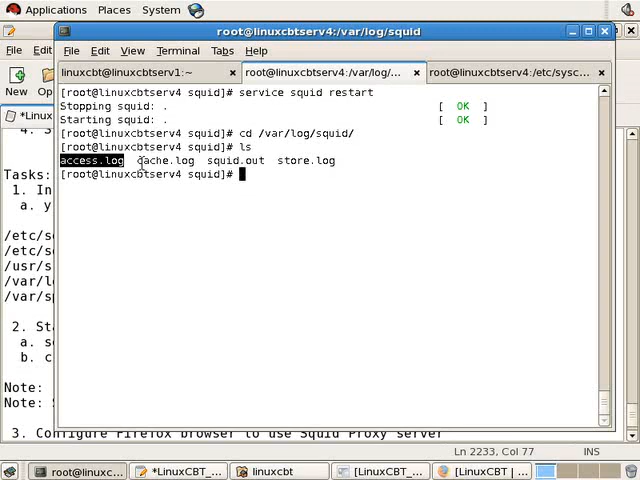 Applications Places System
root@linuxcbtserv4:/var/log/squid
File
File Edit View Terminal Tabs Help
linuxcbt@linuxcbtserv1:~ root@linuxcbtserv4:/var/log/... root@linuxcbtserv4:/etc/sysc...
New
*Linux
[root@linuxcbtserv4 squid]# service squid restart
Stopping squid: . [ OK ]
Starting squid: . [ OK ]
[root@linuxcbtserv4 squid]# cd /var/log/squid/
[root@linuxcbtserv4 squid]# ls
access.log cache.log squid.out store.log
[root@linuxcbtserv4 squid]#
Tasks:
1. In
a. y
/etc/s
/etc/s
/usr/s
/var/l
/var/s
2. St
a. s
b. c
Note:
Note:
3. Configure Firefox browser to use Squid Proxy server
Ln 2233, Col 77 INS
root@linuxc... *LinuxCBT_... linuxcbt [LinuxCBT_... [LinuxCBT | ...